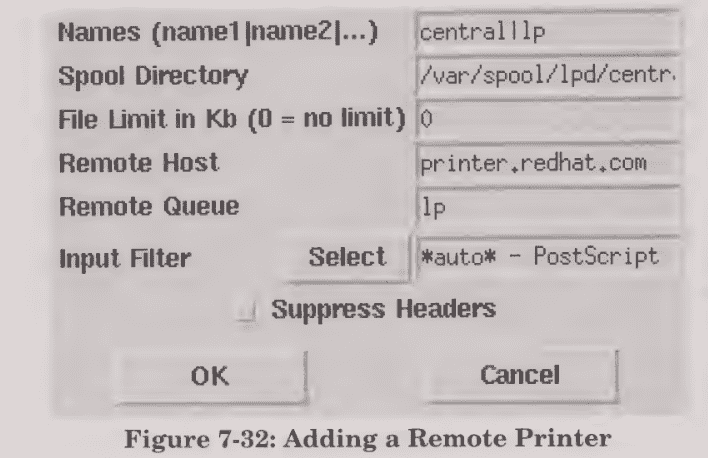 Names (name1|name2|...) central|lp
Spool Directory /var/spool/lpd/centr
File Limit in Kb (0 = no limit) 0
Remote Host printer.redhat.com
Remote Queue lp
Input Filter Select *auto* - PostScript
Suppress Headers
OK Cancel
Figure 7-32: Adding a Remote Printer